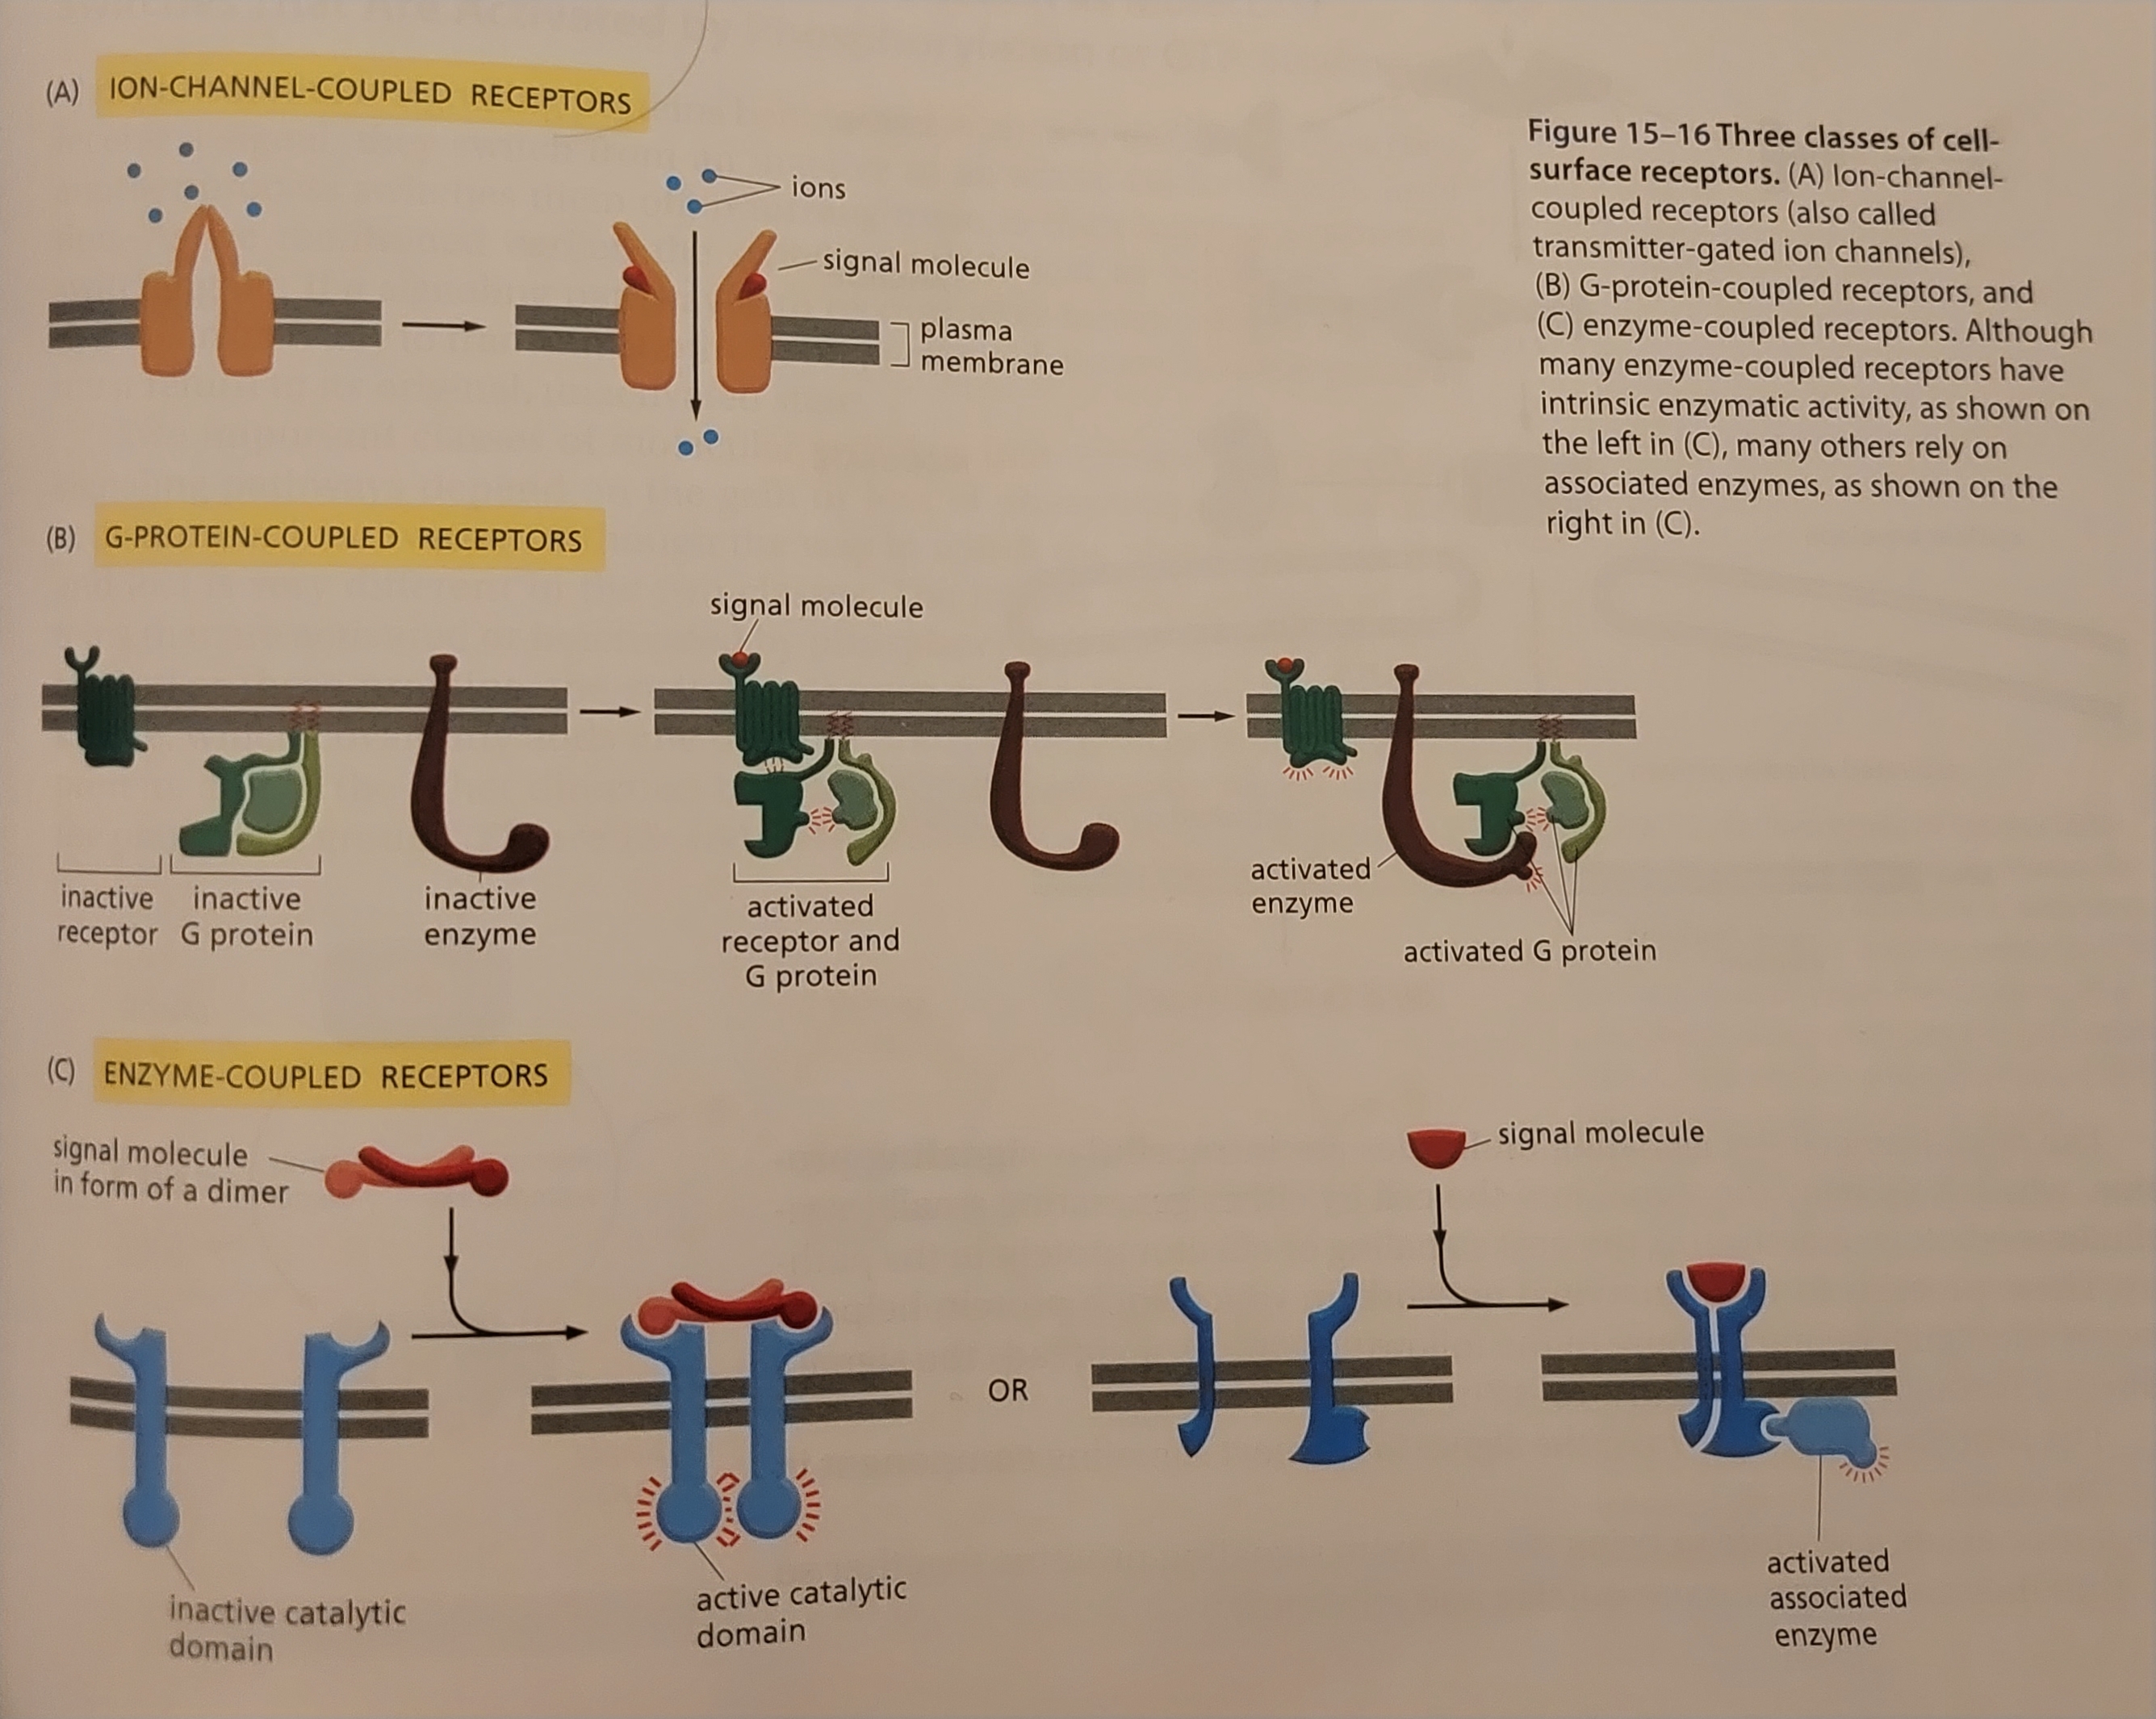 (A) ION-CHANNEL-COUPLED RECEPTORS
ions
signal molecule
plasma
membrane
Figure 15–16 Three classes of cell-
surface receptors. (A) Ion-channel-
coupled receptors (also called
transmitter-gated ion channels),
(B) G-protein-coupled receptors, and
(C) enzyme-coupled receptors. Although
many enzyme-coupled receptors have
intrinsic enzymatic activity, as shown on
the left in (C), many others rely on
associated enzymes, as shown on the
right in (C).
(B) G-PROTEIN-COUPLED RECEPTORS
signal molecule
inactive
receptor
inactive
G protein
inactive
enzyme
activated
receptor and
G protein
activated
enzyme
activated G protein
(C) ENZYME-COUPLED RECEPTORS
signal molecule
in form of a dimer
inactive catalytic
domain
active catalytic
domain
OR
signal molecule
activated
associated
enzyme